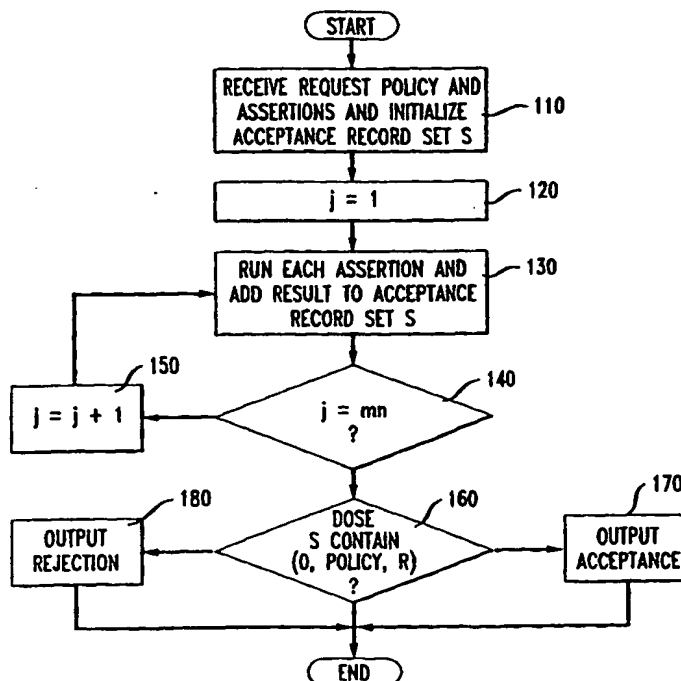 START
RECEIVE REQUEST POLICY AND
ASSERTIONS AND INITIALIZE
ACCEPTANCE RECORD SET S
110
j = 1
120
RUN EACH ASSERTION AND
ADD RESULT TO ACCEPTANCE
RECORD SET S
130
150
j = j + 1
140
j = mn
?
180
OUTPUT
REJECTION
160
DOSE
S CONTAIN
(0, POLICY, R)
?
170
OUTPUT
ACCEPTANCE
END